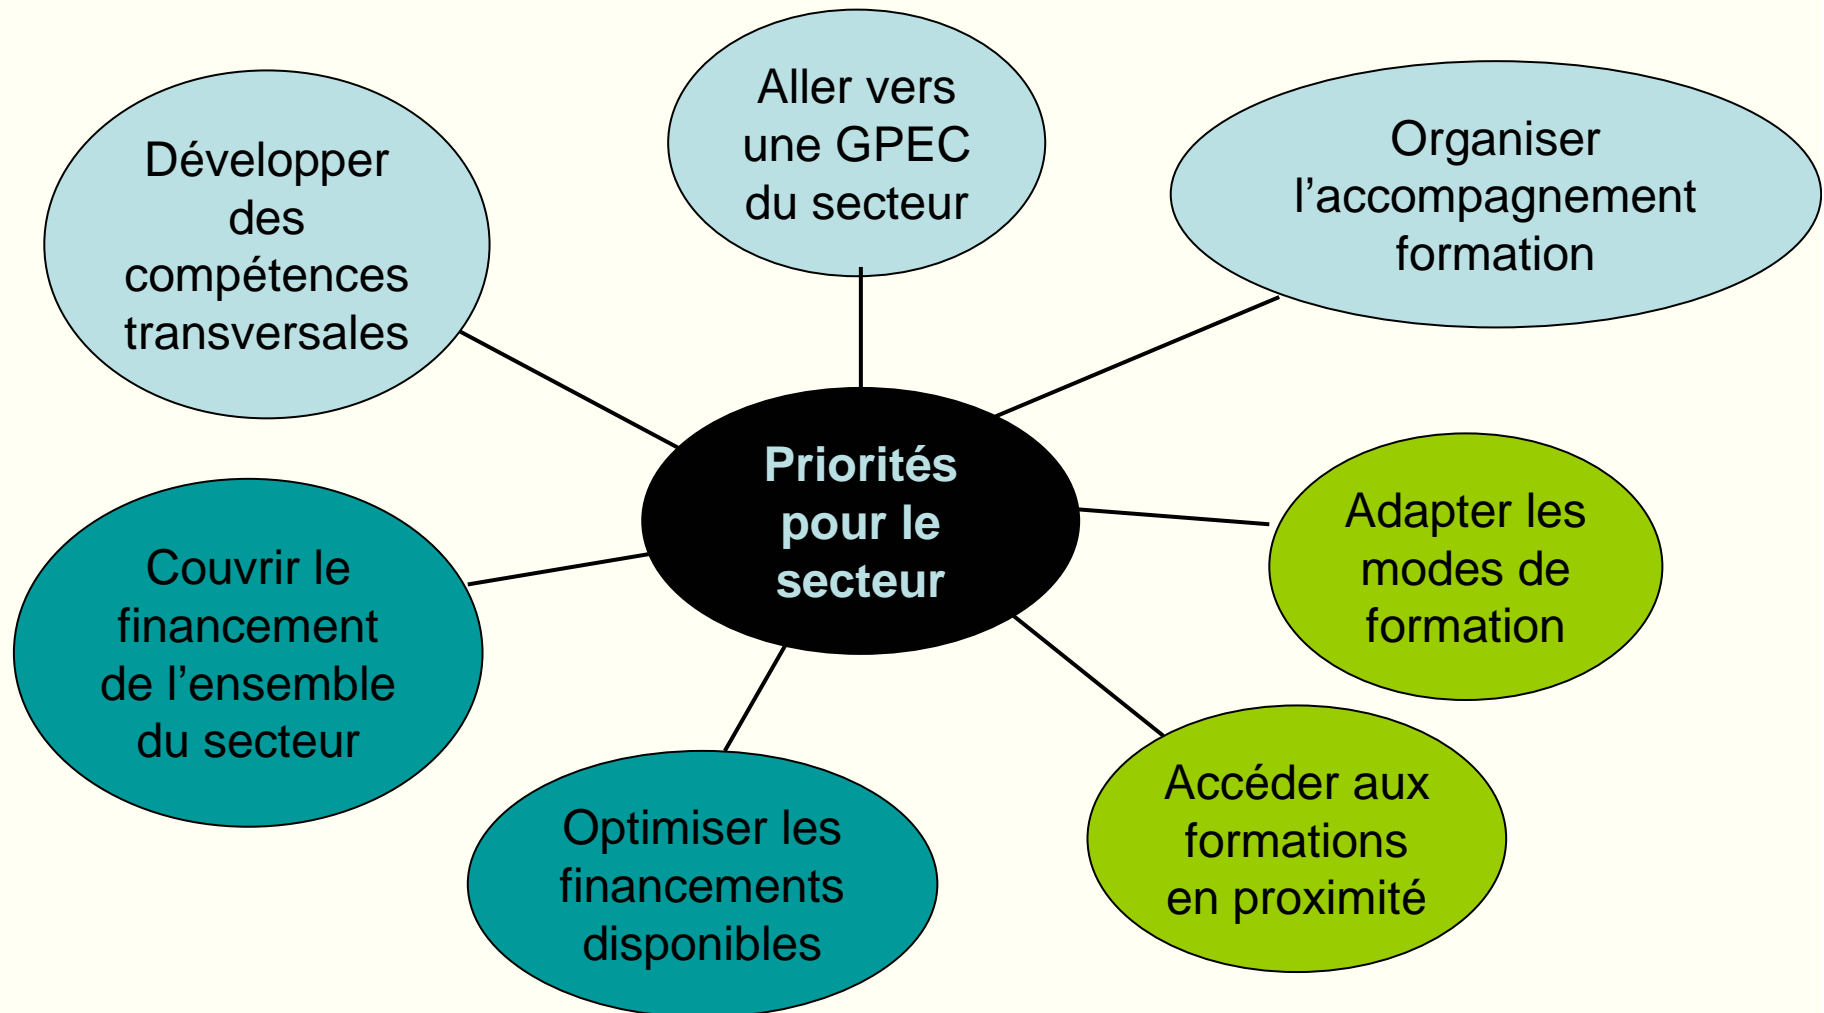 Aller vers
une GPEC
du secteur
Développer
des
compétences
transversales
Organiser
l’accompagnement
formation
Priorités
pour le
secteur
Adapter les
modes de
formation
Couvrir le
financement
de l’ensemble
du secteur
Optimiser les
financements
disponibles
Accéder aux
formations
en proximité